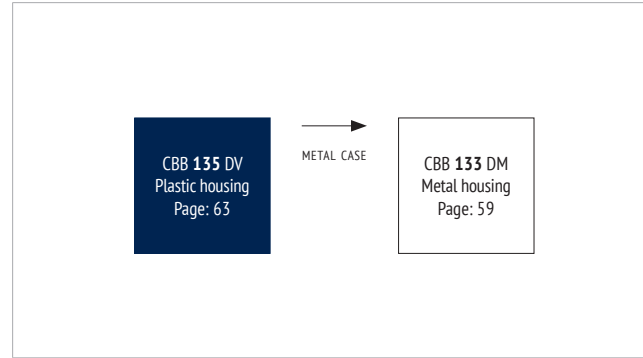 CBB 135 DV
Plastic housing
Page: 63
METAL CASE
CBB 133 DM
Metal housing
Page: 59